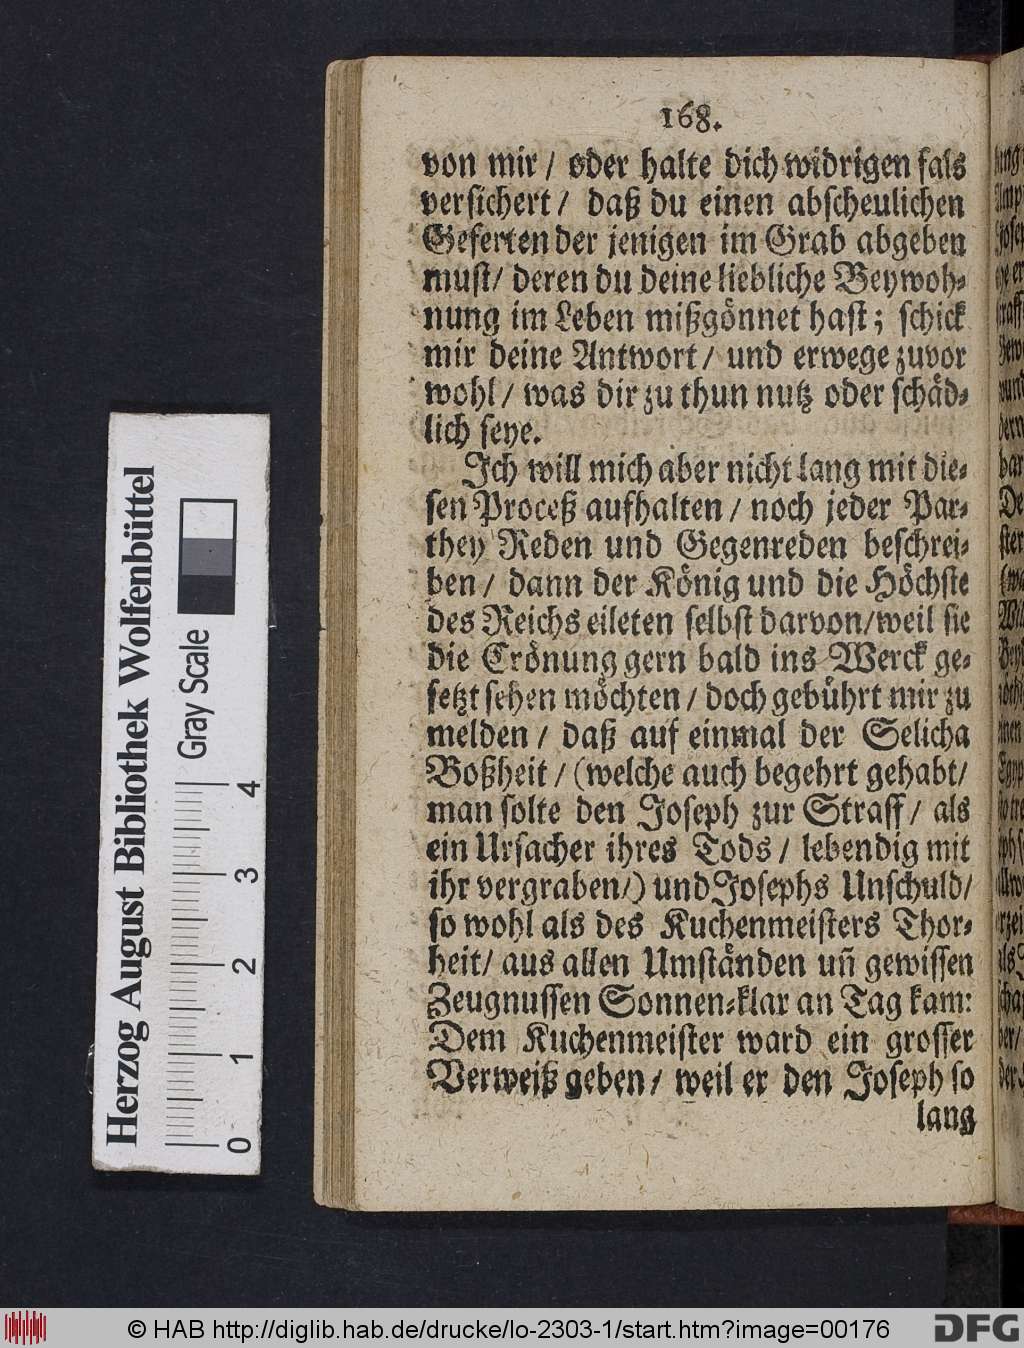 168.
von mir / oder halte dich widrigen fals
versichert / daß du einen abscheulichen
Geferten der jenigen im Grab abgeben
must / deren du deine liebliche Beywoh-
nung im Leben mißgönnet hast; schick
mir deine Antwort / und erwege zuvor
wohl / was dir zu thun nutz oder schäd-
lich seye.
Ich will mich aber nicht lang mit die-
sen Proceß aufhalten / noch jeder Par-
they Reden und Gegenreden beschrei-
ben / dann der König und die Höchste
des Reichs eileten selbst darvon / weil sie
die Crönung gern bald ins Werck ge-
setzt sehen möchten / doch gebührt mir zu
melden / daß auf einmal der Selicha
Boßheit / (welche auch begehrt gehabt /
man solte den Joseph zur Straff / als
ein Ursacher ihres Tods / lebendig mit
ihr vergraben /) und Josephs Unschuld /
so wohl als des Kuchenmeisters Thor-
heit / aus allen Umständen uñ gewissen
Zeugnussen Sonnen-klar an Tag kam:
Dem Kuchenmeister ward ein grosser
Verweiß geben / weil er den Joseph so
lang
Herzog August Bibliothek Wolfenbüttel
Gray Scale
0 1 2 3 4
© HAB http://diglib.hab.de/drucke/lo-2303-1/start.htm?image=00176
DFG